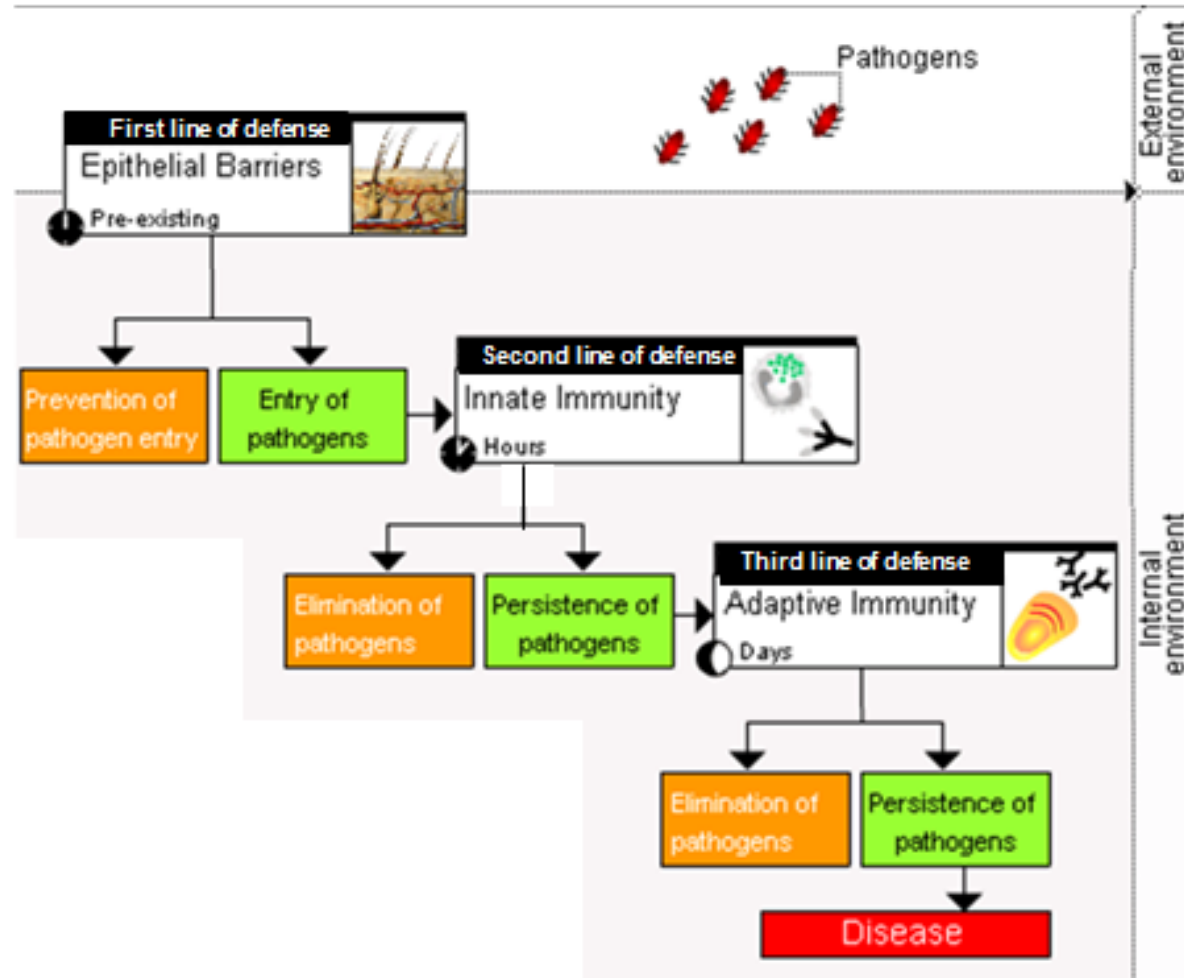 Pathogens
External
environment
First line of defense
Epithelial Barriers
Pre-existing
Prevention of
pathogen entry
Entry of
pathogens
Second line of defense
Innate Immunity
Hours
Elimination of
pathogens
Persistence of
pathogens
Third line of defense
Adaptive Immunity
Days
Internal
environment
Elimination of
pathogens
Persistence of
pathogens
Disease